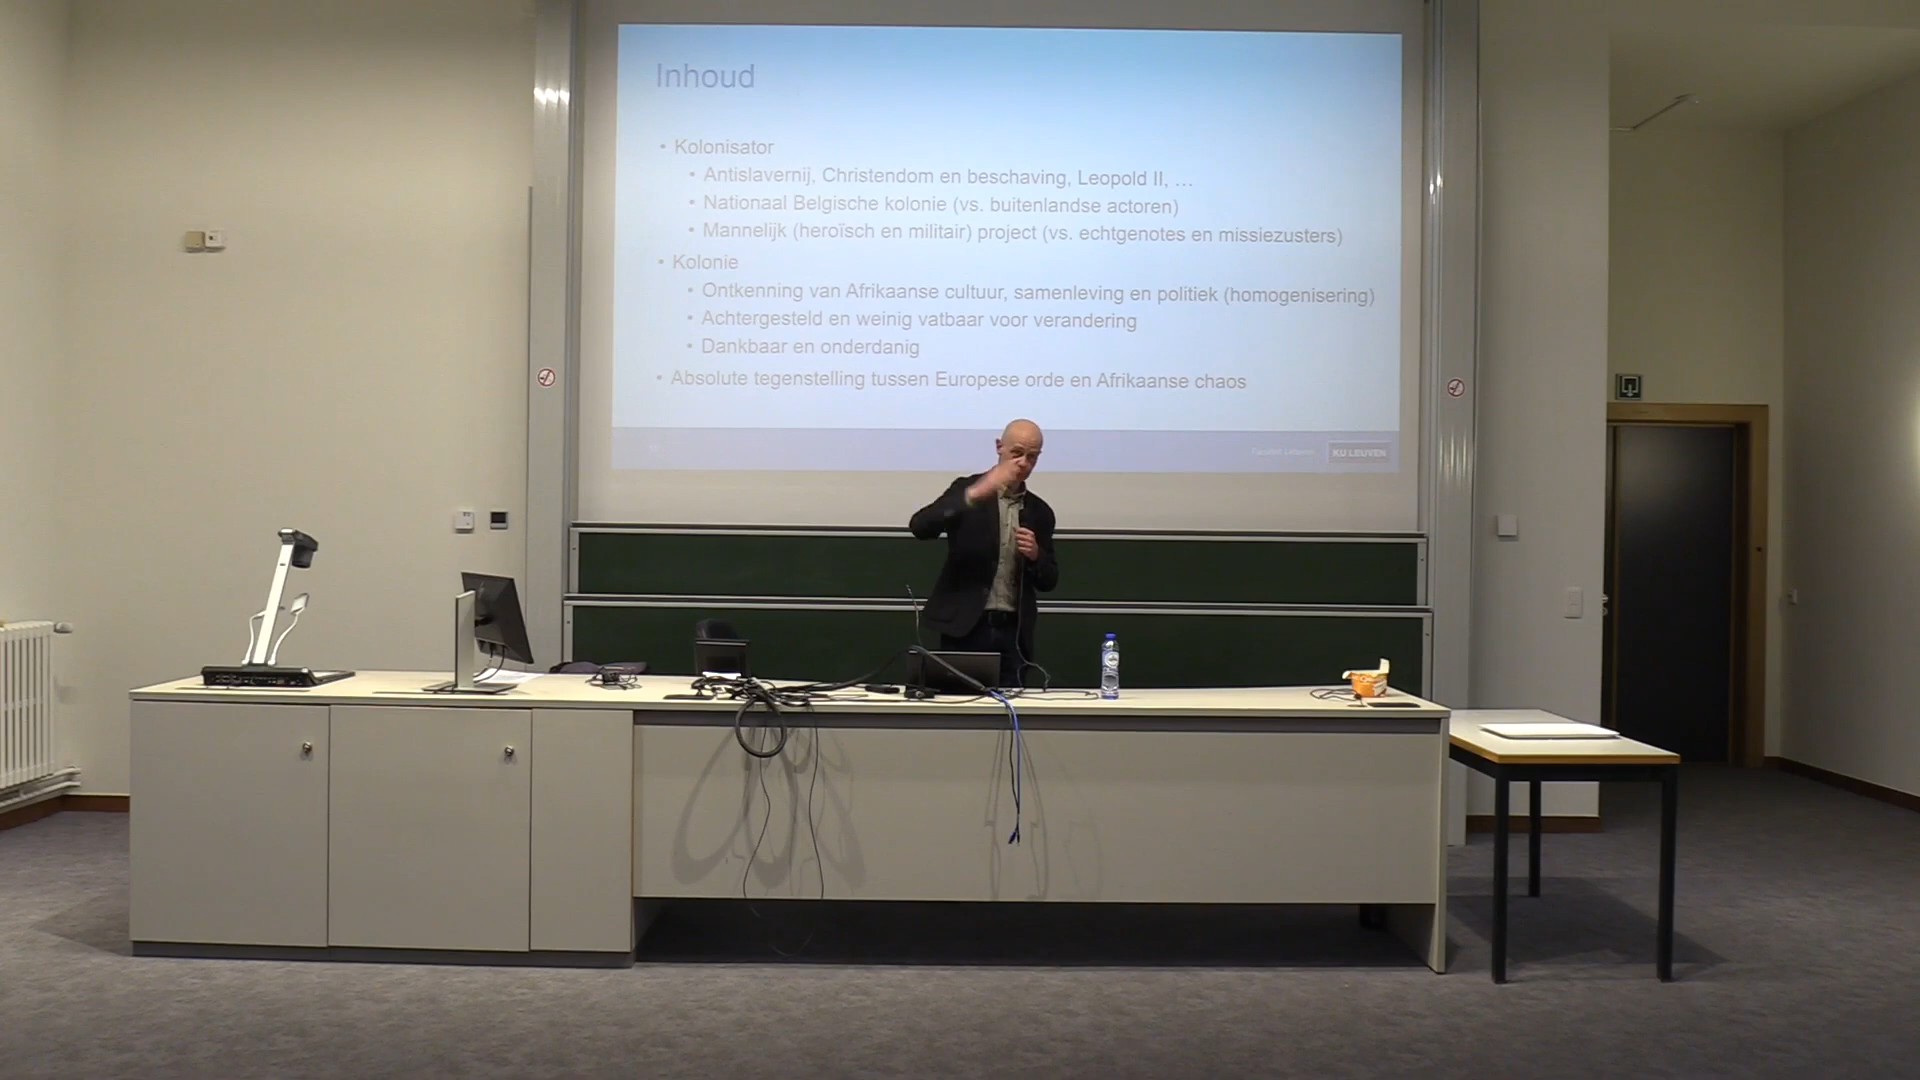 Inhoud
• Kolonisator
• Antislavernij, Christendom en beschaving, Leopold II, …
• Nationaal Belgische kolonie (vs. buitenlandse actoren)
• Mannelijk (heroïsch en militair) project (vs. echtgenotes en missiezusters)
• Kolonie
• Ontkenning van Afrikaanse cultuur, samenleving en politiek (homogenisering)
• Achtergesteld en weinig vatbaar voor verandering
• Dankbaar en onderdanig
• Absolute tegenstelling tussen Europese orde en Afrikaanse chaos
Faculteit Letteren KU LEUVEN